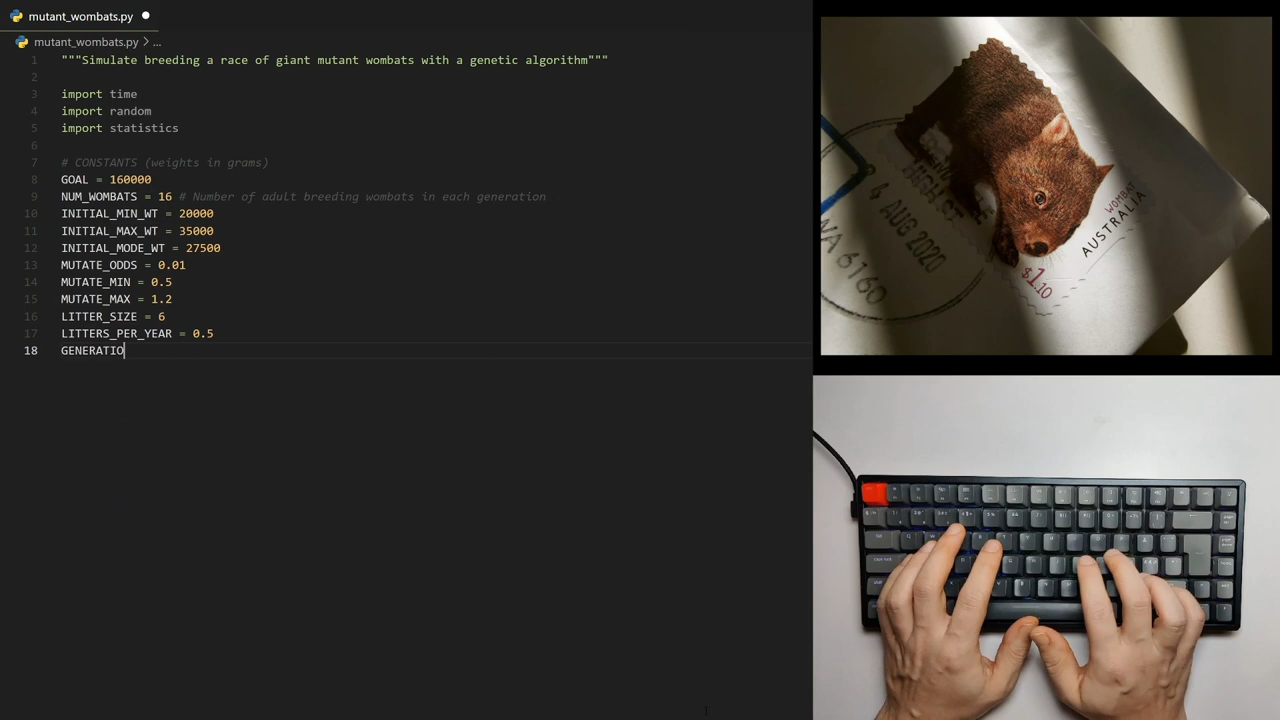 mutant_wombats.py
mutant_wombats.py > ...
1 """Simulate breeding a race of giant mutant wombats with a genetic algorithm"""
2
3 import time
4 import random
5 import statistics
6
7 # CONSTANTS (weights in grams)
8 GOAL = 160000
9 NUM_WOMBATS = 16 # Number of adult breeding wombats in each generation
10 INITIAL_MIN_WT = 20000
11 INITIAL_MAX_WT = 35000
12 INITIAL_MODE_WT = 27500
13 MUTATE_ODDS = 0.01
14 MUTATE_MIN = 0.5
15 MUTATE_MAX = 1.2
16 LITTER_SIZE = 6
17 LITTERS_PER_YEAR = 0.5
18 GENERATIO
HIGH ST
4 AUG 2020
WA 6160
WOMBAT
AUSTRALIA
$1.10